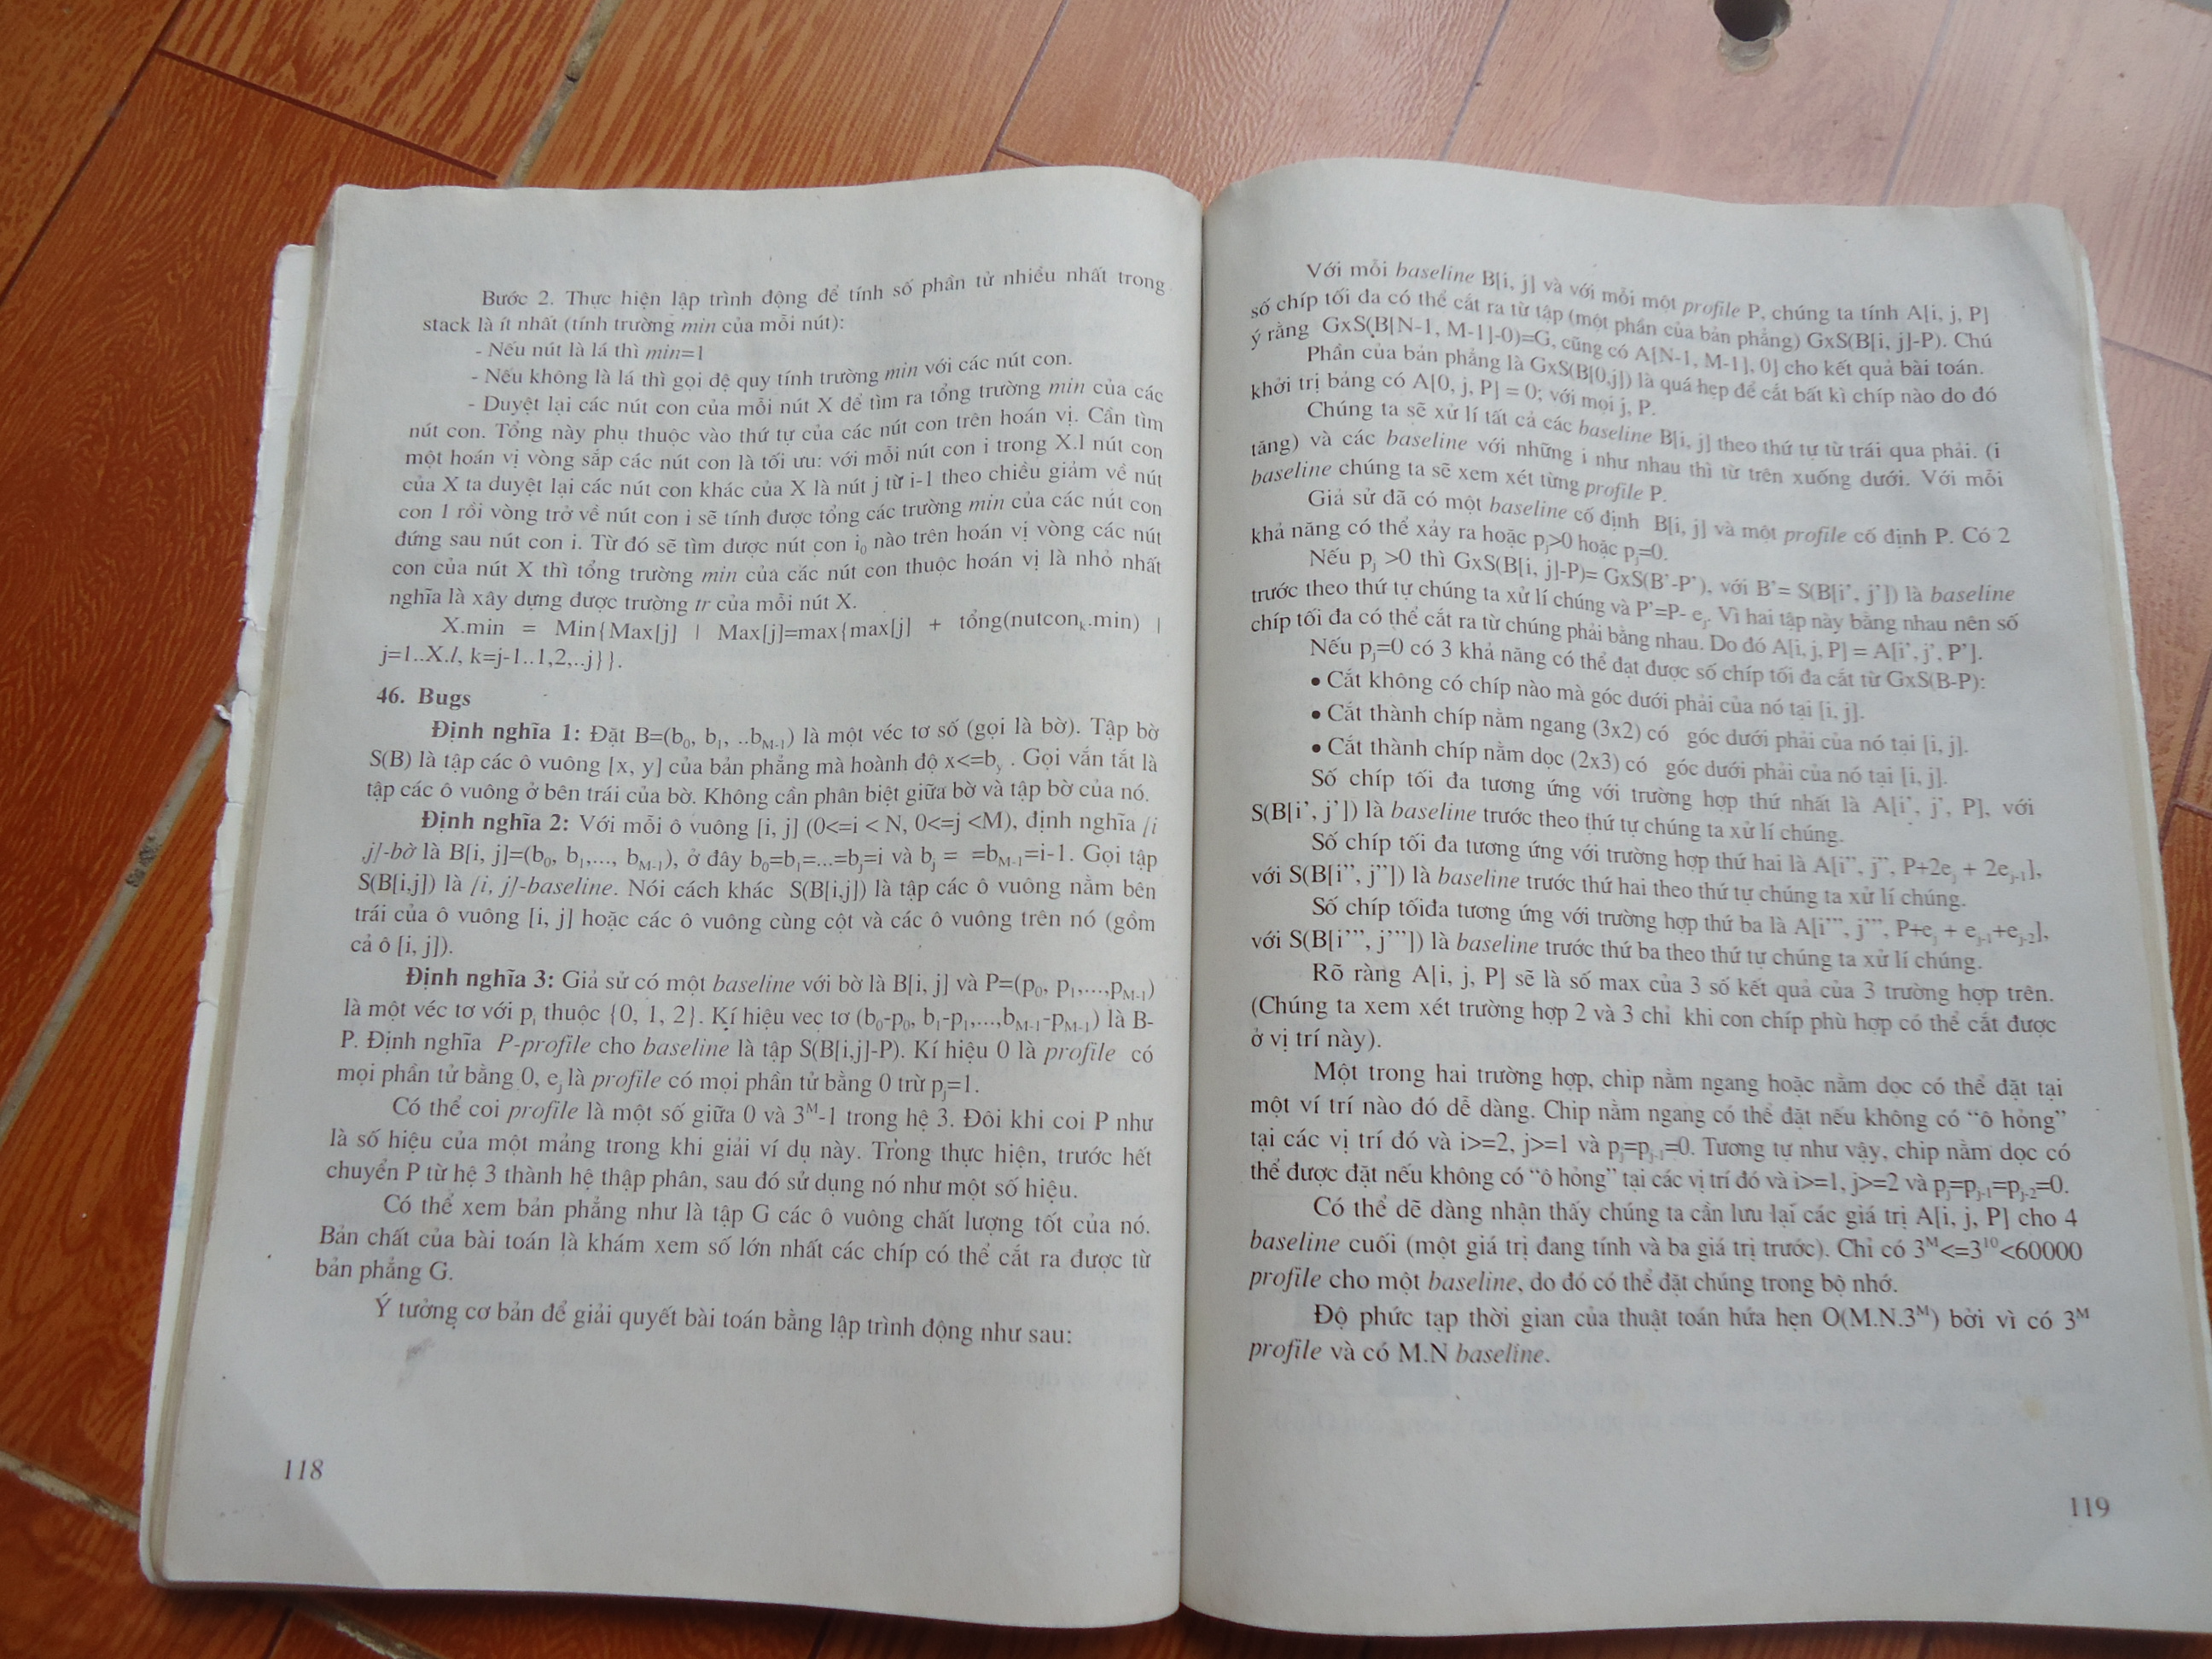 Bước 2. Thực hiện lập trình động để tính số phần tử nhiều nhất trong
stack là ít nhất (tính trường min của mỗi nút):
- Nếu nút là lá thì min=1
- Nếu không là lá thì gọi đệ quy tính trường min với các nút con.
- Duyệt lại các nút con của mỗi nút X để tìm ra tổng trường min của các
nút con. Tổng này phụ thuộc vào thứ tự của các nút con trên hoán vị. Cần tìm
một hoán vị vòng sắp các nút con là tối ưu: với mỗi nút con i trong X.l nút con
của X ta duyệt lại các nút con khác của X là nút j từ i-1 theo chiều giảm về nút
con 1 rồi vòng trở về nút con i sẽ tính được tổng các trường min của các nút con
đứng sau nút con i. Từ đó sẽ tìm được nút con i₀ nào trên hoán vị vòng các nút
con của nút X thì tổng trường min của các nút con thuộc hoán vị là nhỏ nhất
nghĩa là xây dựng được trường tr của mỗi nút X.
X.min = Min{Max[j] | Max[j]=max{max[j] + tổng(nutconₖ.min) |
j=1..X.l, k=j-1..1,2,..j}}.
46. Bugs
Định nghĩa 1: Đặt B=(b₀, b₁, ..b_M-1) là một véc tơ số (gọi là bờ). Tập bờ
S(B) là tập các ô vuông [x, y] của bản phẳng mà hoành độ x<=b_y . Gọi vắn tắt là
tập các ô vuông ở bên trái của bờ. Không cần phân biệt giữa bờ và tập bờ của nó.
Định nghĩa 2: Với mỗi ô vuông [i, j] (0<=i < N, 0<=j <M), định nghĩa [i
,j]-bờ là B[i, j]=(b₀, b₁,..., b_M-1), ở đây b₀=b₁=...=b_j=i và b_j = =b_M-1=i-1. Gọi tập
S(B[i,j]) là [i, j]-baseline. Nói cách khác S(B[i,j]) là tập các ô vuông nằm bên
trái của ô vuông [i, j] hoặc các ô vuông cùng cột và các ô vuông trên nó (gồm
cả ô [i, j]).
Định nghĩa 3: Giả sử có một baseline với bờ là B[i, j] và P=(p₀, p₁,...,p_M-1)
là một véc tơ với p_i thuộc {0, 1, 2}. Kí hiệu vec tơ (b₀-p₀, b₁-p₁,...,b_M-1-p_M-1) là B-
P. Định nghĩa P-profile cho baseline là tập S(B[i,j]-P). Kí hiệu 0 là profile có
mọi phần tử bằng 0, e_j là profile có mọi phần tử bằng 0 trừ p_j=1.
Có thể coi profile là một số giữa 0 và 3^M-1 trong hệ 3. Đôi khi coi P như
là số hiệu của một mảng trong khi giải ví dụ này. Trong thực hiện, trước hết
chuyển P từ hệ 3 thành hệ thập phân, sau đó sử dụng nó như một số hiệu.
Có thể xem bản phẳng như là tập G các ô vuông chất lượng tốt của nó.
Bản chất của bài toán là khám xem số lớn nhất các chíp có thể cắt ra được từ
bản phẳng G.
Ý tưởng cơ bản để giải quyết bài toán bằng lập trình động như sau:
118
Với mỗi baseline B[i, j] và với mỗi một profile P, chúng ta tính A[i, j, P]
số chíp tối đa có thể cắt ra từ tập (một phần của bản phẳng) GxS(B[i, j]-P). Chú
ý rằng GxS(B[N-1, M-1]-0)=G, cũng có A[N-1, M-1], 0] cho kết quả bài toán.
Phần của bản phẳng là GxS(B[0,j]) là quá hẹp để cắt bất kì chíp nào do đó
khởi trị bảng có A[0, j, P] = 0; với mọi j, P.
Chúng ta sẽ xử lí tất cả các baseline B[i, j] theo thứ tự từ trái qua phải. (i
tăng) và các baseline với những i như nhau thì từ trên xuống dưới. Với mỗi
baseline chúng ta sẽ xem xét từng profile P.
Giả sử đã có một baseline cố định B[i, j] và một profile cố định P. Có 2
khả năng có thể xảy ra hoặc p_j>0 hoặc p_j=0.
Nếu p_j >0 thì GxS(B[i, j]-P)= GxS(B’-P’), với B’= S(B[i’, j’]) là baseline
trước theo thứ tự chúng ta xử lí chúng và P’=P- e_j. Vì hai tập này bằng nhau nên số
chíp tối đa có thể cắt ra từ chúng phải bằng nhau. Do đó A[i, j, P] = A[i’, j’, P’].
Nếu p_j=0 có 3 khả năng có thể đạt được số chíp tối đa cắt từ GxS(B-P):
• Cắt không có chíp nào mà góc dưới phải của nó tại [i, j].
• Cắt thành chíp nằm ngang (3x2) có góc dưới phải của nó tại [i, j].
• Cắt thành chíp nằm dọc (2x3) có góc dưới phải của nó tại [i, j].
Số chíp tối đa tương ứng với trường hợp thứ nhất là A[i’, j’, P], với
S(B[i’, j’]) là baseline trước theo thứ tự chúng ta xử lí chúng.
Số chíp tối đa tương ứng với trường hợp thứ hai là A[i”, j”, P+2e_j + 2e_j-1],
với S(B[i”, j”]) là baseline trước thứ hai theo thứ tự chúng ta xử lí chúng.
Số chíp tốiđa tương ứng với trường hợp thứ ba là A[i’”, j’”, P+e_j + e_j-1+e_j-2],
với S(B[i’”, j’”]) là baseline trước thứ ba theo thứ tự chúng ta xử lí chúng.
Rõ ràng A[i, j, P] sẽ là số max của 3 số kết quả của 3 trường hợp trên.
(Chúng ta xem xét trường hợp 2 và 3 chỉ khi con chíp phù hợp có thể cắt được
ở vị trí này).
Một trong hai trường hợp, chip nằm ngang hoặc nằm dọc có thể đặt tại
một ví trí nào đó dễ dàng. Chip nằm ngang có thể đặt nếu không có “ô hỏng”
tại các vị trí đó và i>=2, j>=1 và p_j=p_j-1=0. Tương tự như vậy, chip nằm dọc có
thể được đặt nếu không có “ô hỏng” tại các vị trí đó và i>=1, j>=2 và p_j=p_j-1=p_j-2=0.
Có thể dẽ dàng nhận thấy chúng ta cần lưu lại các giá trị A[i, j, P] cho 4
baseline cuối (một giá trị đang tính và ba giá trị trước). Chỉ có 3^M<=3¹⁰<60000
profile cho một baseline, do đó có thể đặt chúng trong bộ nhớ.
Độ phức tạp thời gian của thuật toán hứa hẹn O(M.N.3^M) bởi vì có 3^M
profile và có M.N baseline.
119